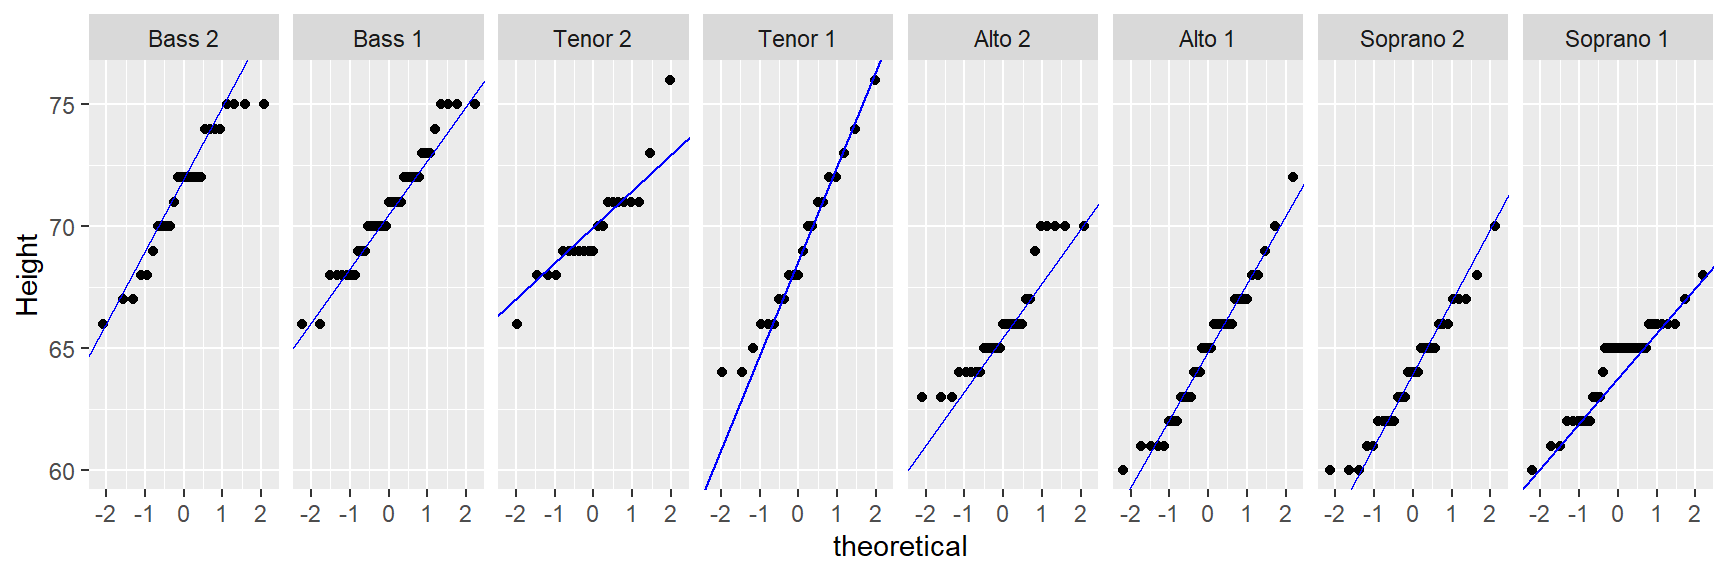 Bass 2 Bass 1 Tenor 2 Tenor 1 Alto 2 Alto 1 Soprano 2 Soprano 1
75
70
65
60
Height
-2 -1 0 1 2 -2 -1 0 1 2 -2 -1 0 1 2 -2 -1 0 1 2 -2 -1 0 1 2 -2 -1 0 1 2 -2 -1 0 1 2 -2 -1 0 1 2
theoretical